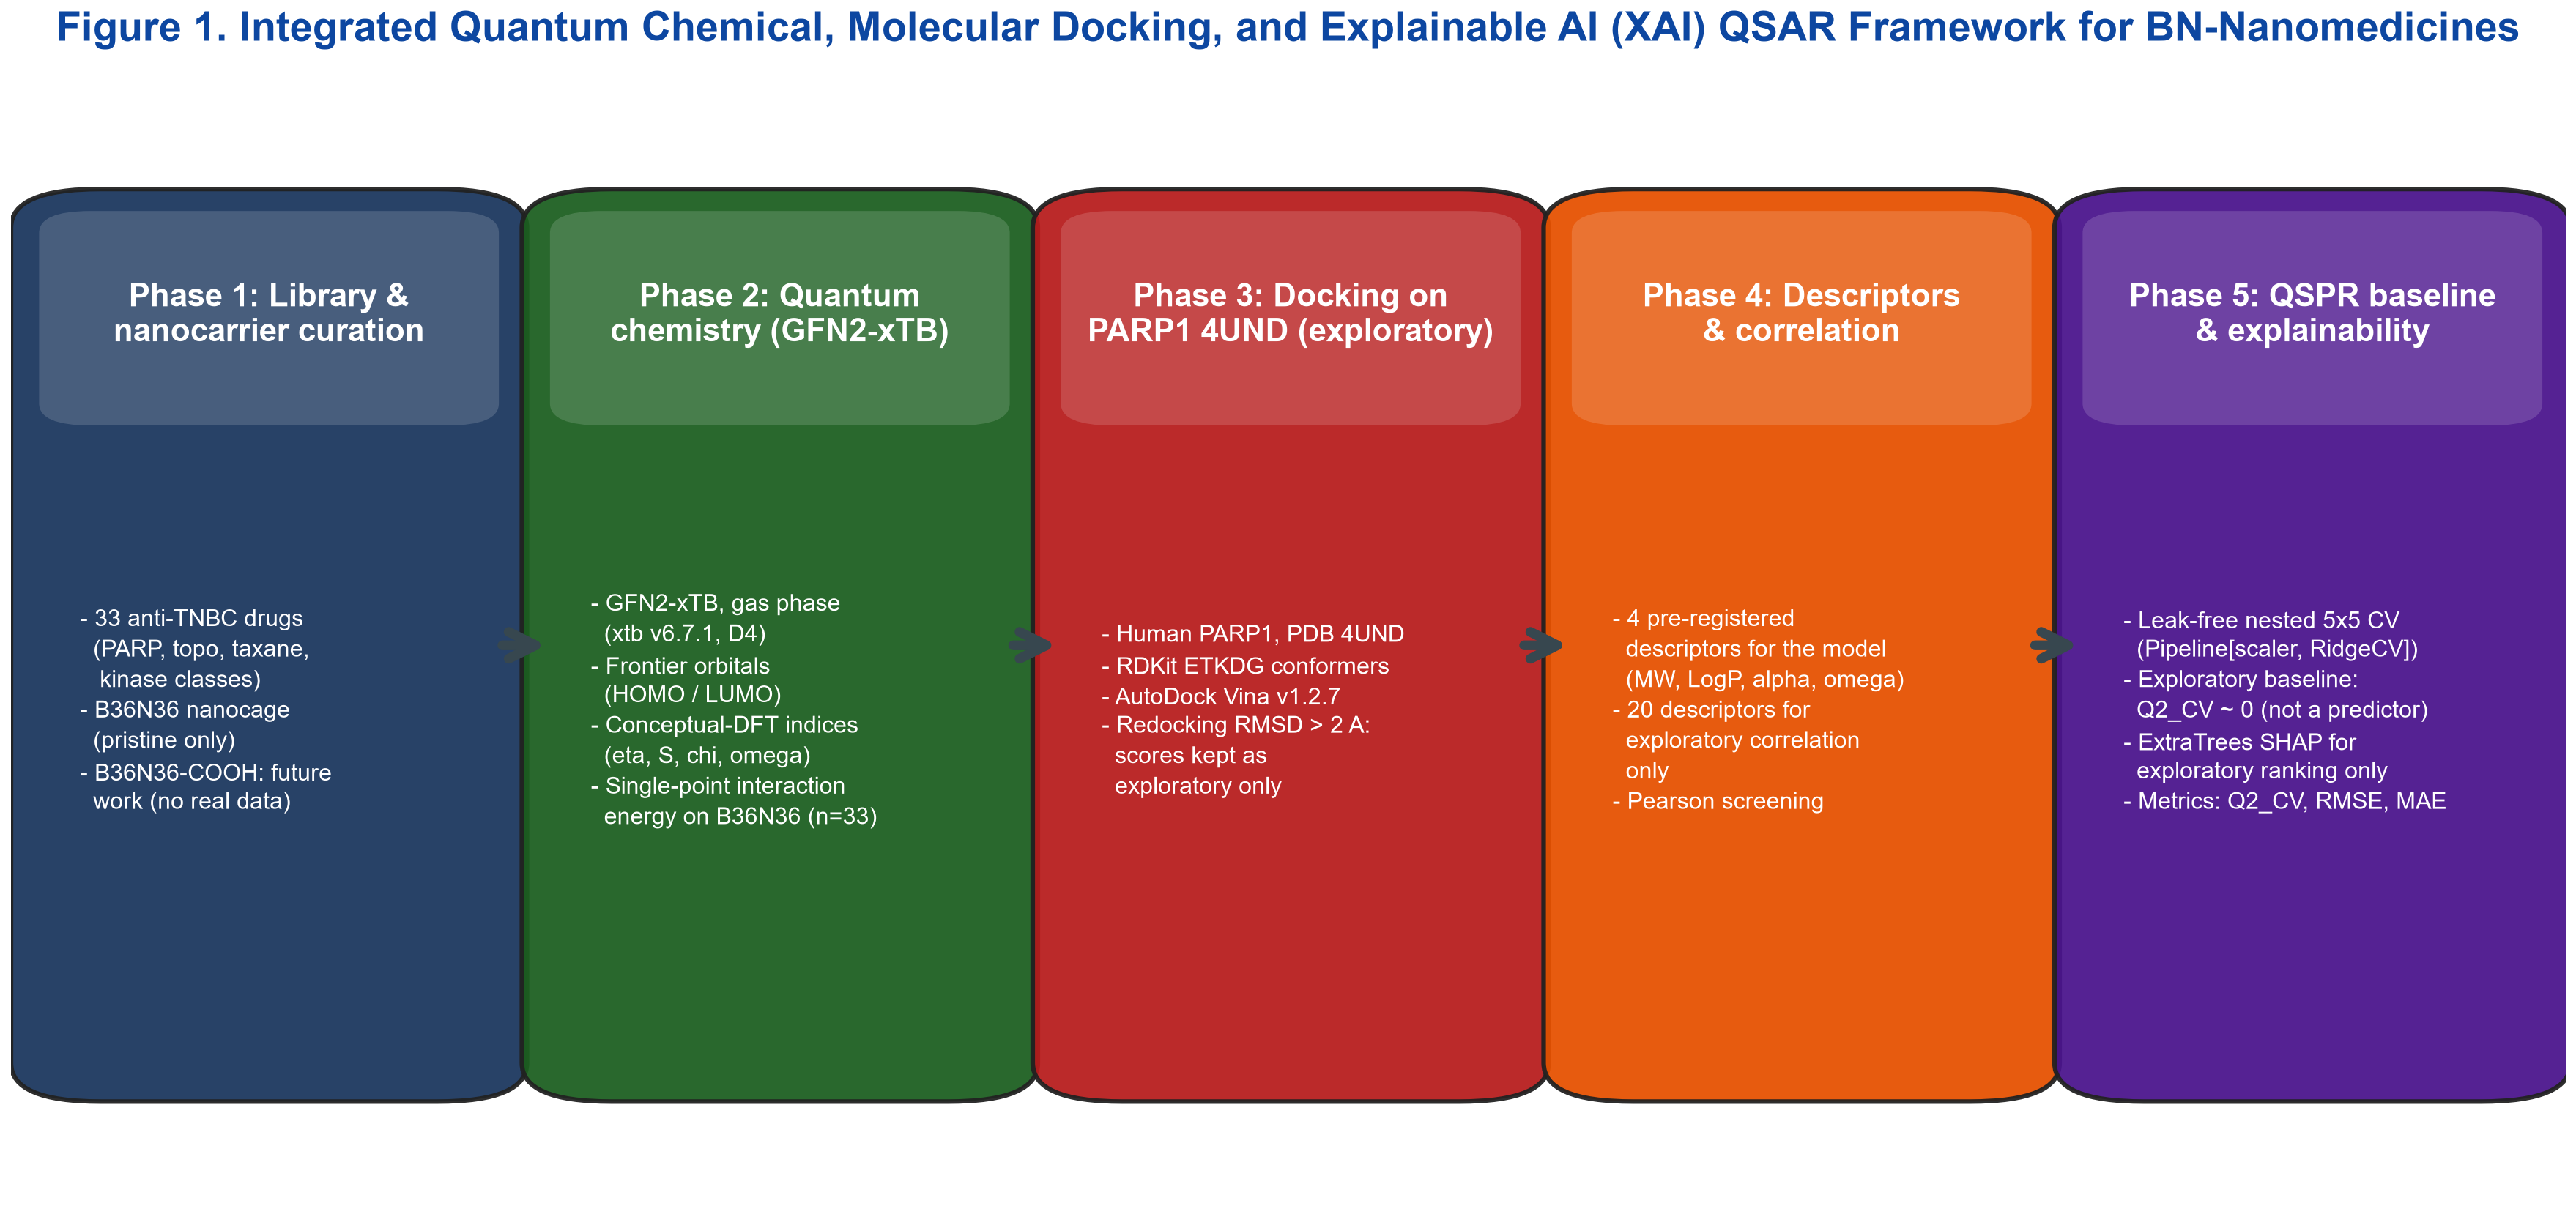 Figure 1. Integrated Quantum Chemical, Molecular Docking, and Explainable AI (XAI) QSAR Framework for BN-Nanomedicines
Phase 1: Library &
nanocarrier curation
- 33 anti-TNBC drugs
(PARP, topo, taxane,
kinase classes)
- B36N36 nanocage
(pristine only)
- B36N36-COOH: future
work (no real data)
Phase 2: Quantum
chemistry (GFN2-xTB)
- GFN2-xTB, gas phase
(xtb v6.7.1, D4)
- Frontier orbitals
(HOMO / LUMO)
- Conceptual-DFT indices
(eta, S, chi, omega)
- Single-point interaction
energy on B36N36 (n=33)
Phase 3: Docking on
PARP1 4UND (exploratory)
- Human PARP1, PDB 4UND
- RDKit ETKDG conformers
- AutoDock Vina v1.2.7
- Redocking RMSD > 2 A:
scores kept as
exploratory only
Phase 4: Descriptors
& correlation
- 4 pre-registered
descriptors for the model
(MW, LogP, alpha, omega)
- 20 descriptors for
exploratory correlation
only
- Pearson screening
Phase 5: QSPR baseline
& explainability
- Leak-free nested 5x5 CV
(Pipeline[scaler, RidgeCV])
- Exploratory baseline:
Q2_CV ~ 0 (not a predictor)
- ExtraTrees SHAP for
exploratory ranking only
- Metrics: Q2_CV, RMSE, MAE